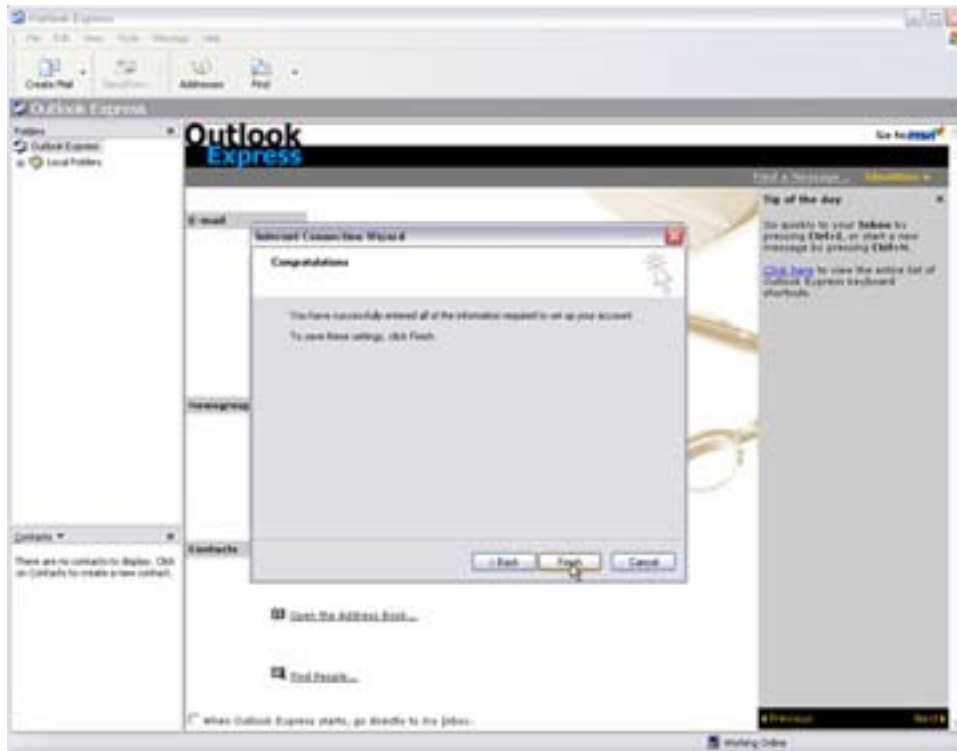 Outlook Express
File Edit View Tools Message Help
Create Mail
Addresses
Find
Outlook Express
Folders
Outlook Express
Local Folders
Outlook
Express
Go to msn
Find a Message... Identities
E-mail
Newsgroup
Contacts
Internet Connection Wizard
Congratulations
You have successfully entered all of the information required to set up your account
To save these settings, click Finish.
< Back Finish Cancel
Tip of the day
Go quickly to your Inbox by
pressing Ctrl+I, or start a new
message by pressing Ctrl+N.
Click here to view the entire list of
Outlook Express keyboard
shortcuts.
Contacts
There are no contacts to display. Click
on Contacts to create a new contact.
Open the Address Book...
Find People...
When Outlook Express starts, go directly to my Inbox.
Previous Next
Working Online